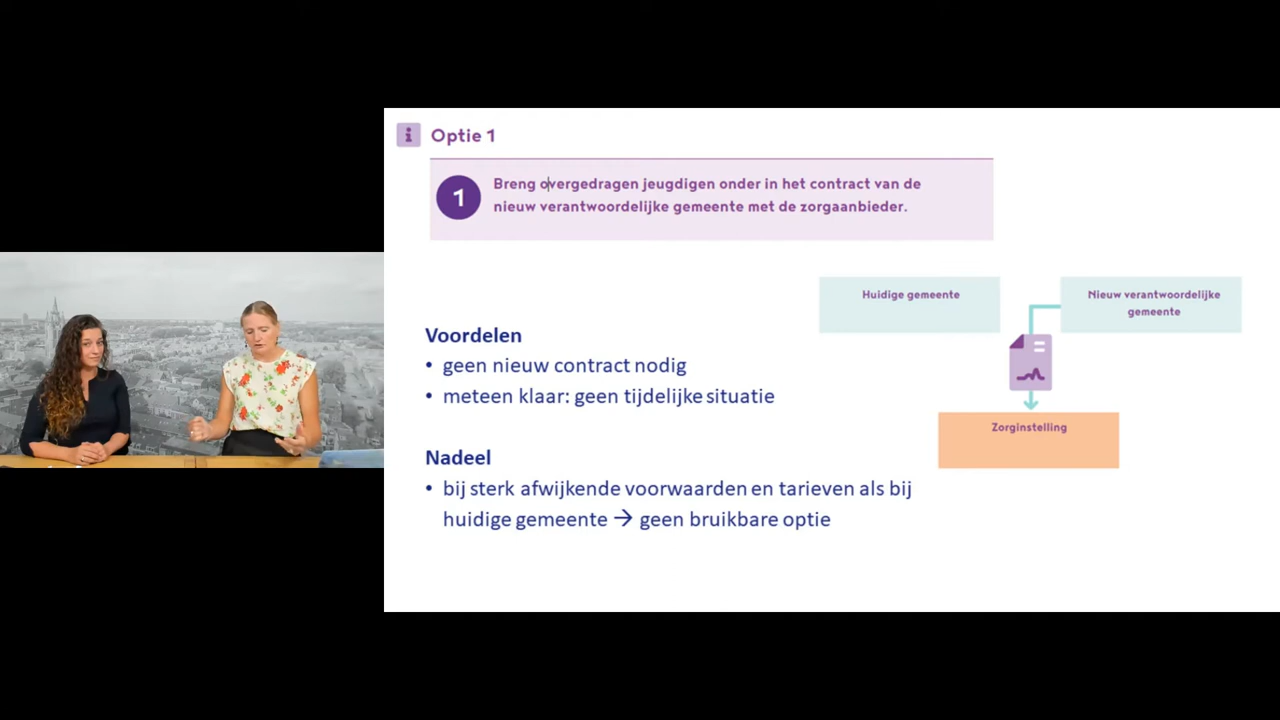 Optie 1
1
Breng overgedragen jeugdigen onder in het contract van de
nieuw verantwoordelijke gemeente met de zorgaanbieder.
Huidige gemeente
Nieuw verantwoordelijke
gemeente
Zorginstelling
Voordelen
• geen nieuw contract nodig
• meteen klaar: geen tijdelijke situatie
Nadeel
• bij sterk afwijkende voorwaarden en tarieven als bij
huidige gemeente → geen bruikbare optie